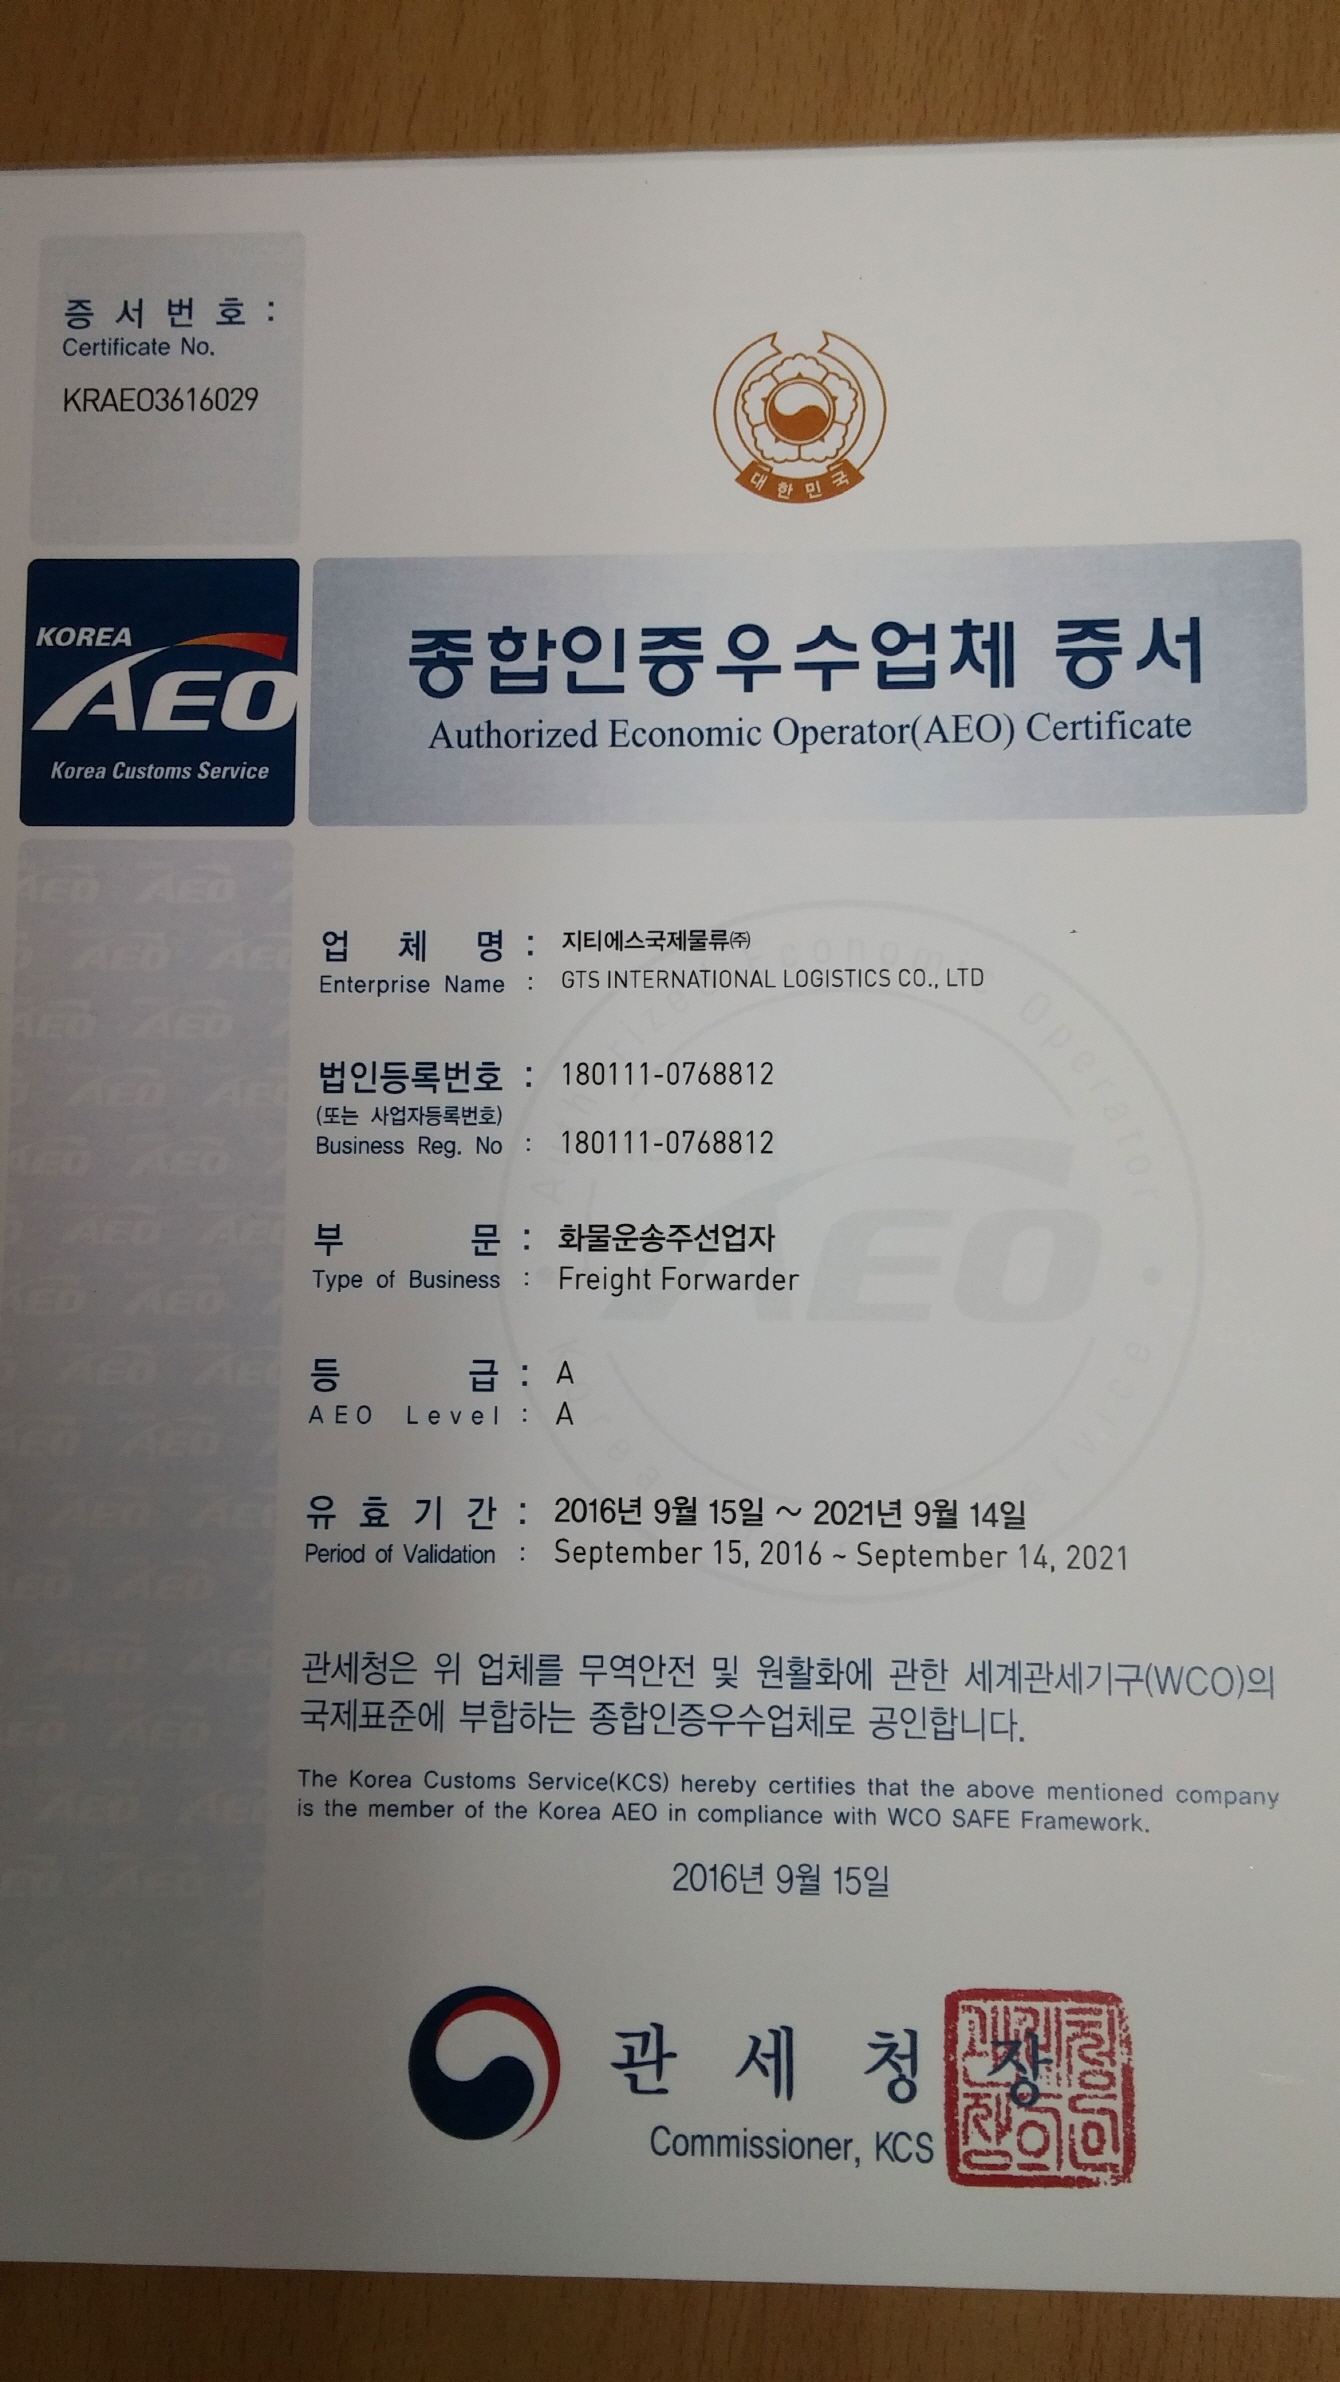 증 서 번 호 :
Certificate No.
KRAEO3616029
대한민국
KOREA
AEO
Korea Customs Service
종합인증우수업체 증서
Authorized Economic Operator(AEO) Certificate
업 체 명 : 지티에스국제물류㈜
Enterprise Name : GTS INTERNATIONAL LOGISTICS CO., LTD
법인등록번호 : 180111-0768812
(또는 사업자등록번호)
Business Reg. No : 180111-0768812
부 문 : 화물운송주선업자
Type of Business : Freight Forwarder
등 급 : A
AEO Level : A
유 효 기 간 : 2016년 9월 15일 ~ 2021년 9월 14일
Period of Validation : September 15, 2016 ~ September 14, 2021
관세청은 위 업체를 무역안전 및 원활화에 관한 세계관세기구(WCO)의
국제표준에 부합하는 종합인증우수업체로 공인합니다.
The Korea Customs Service(KCS) hereby certifies that the above mentioned company
is the member of the Korea AEO in compliance with WCO SAFE Framework.
2016년 9월 15일
관 세 청 장
Commissioner, KCS